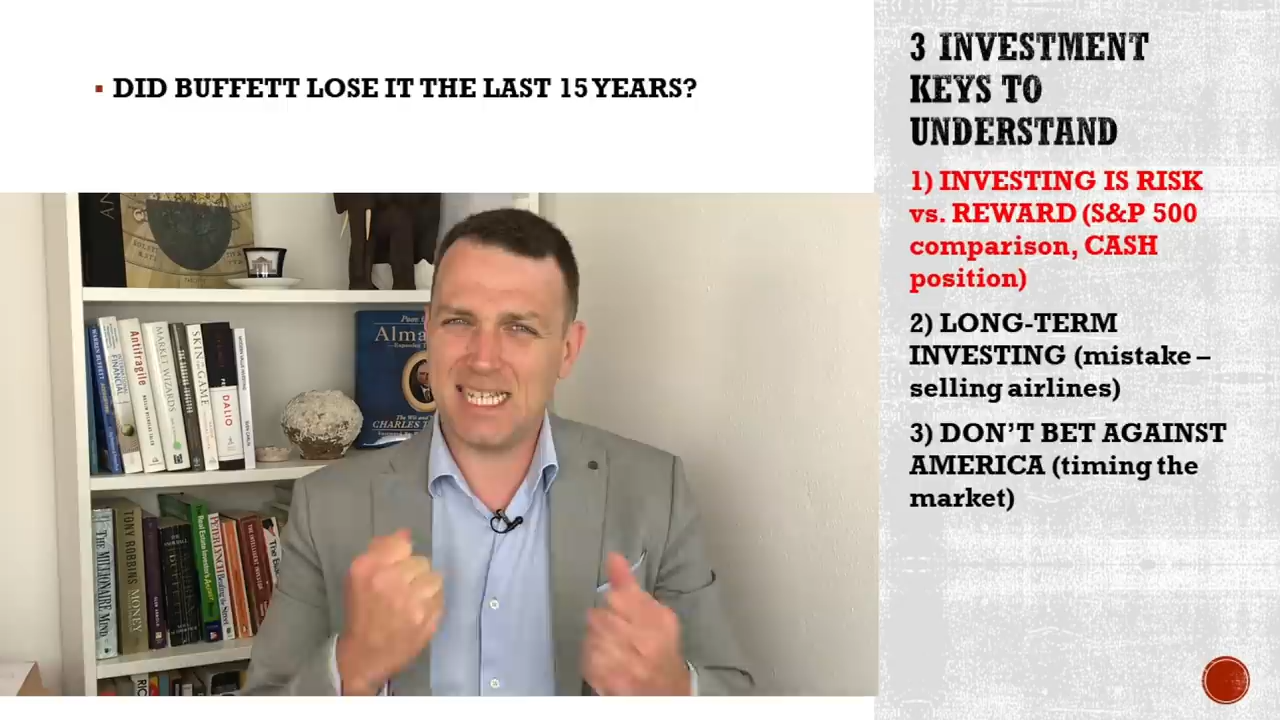 DID BUFFETT LOSE IT THE LAST 15 YEARS?
3 INVESTMENT
KEYS TO
UNDERSTAND
1) INVESTING IS RISK
vs. REWARD (S&P 500
comparison, CASH
position)
2) LONG-TERM
INVESTING (mistake –
selling airlines)
3) DON'T BET AGAINST
AMERICA (timing the
market)
Antifragile
MARKET WIZARDS
SKIN IN THE GAME
DALIO
Poor
Alma
CHARLES T
The MILLIONAIRE MIND
TONY ROBBINS MONEY